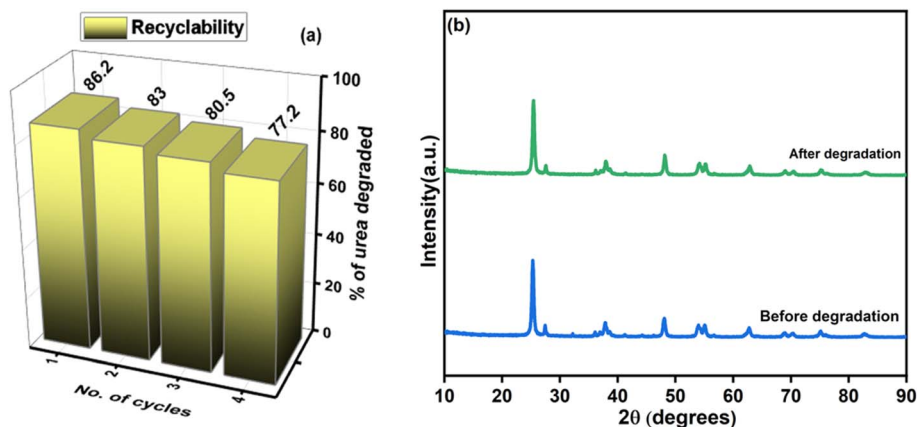 Recyclability
(a)
86.2
83
80.5
77.2
100
80
60
40
20
0
% of urea degraded
1
2
3
4
No. of cycles
(b)
After degradation
Before degradation
Intensity(a.u.)
10 20 30 40 50 60 70 80 90
2θ (degrees)